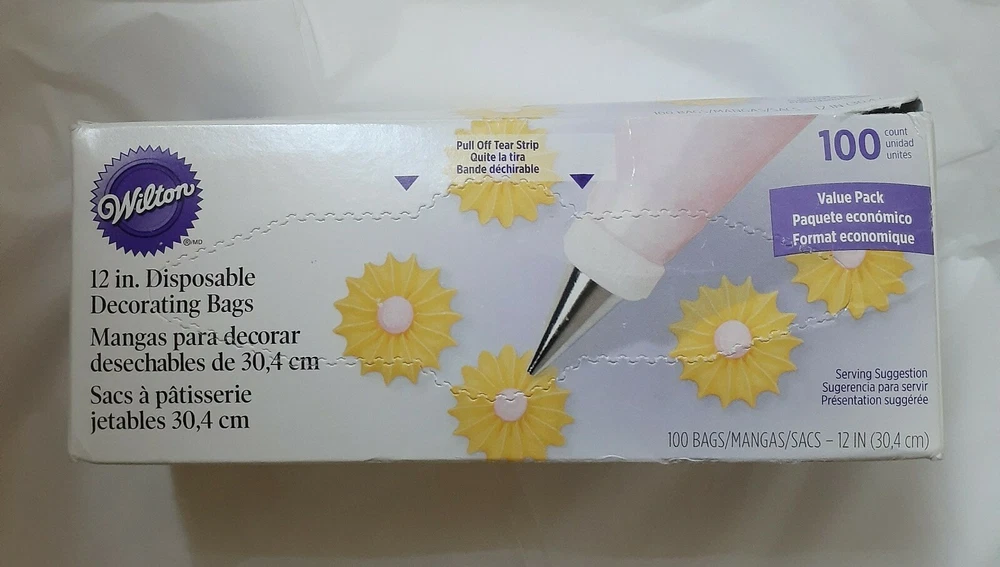 Wilton
®/MD
12 in. Disposable
Decorating Bags
Mangas para decorar
desechables de 30,4 cm
Sacs à pâtisserie
jetables 30,4 cm
Pull Off Tear Strip
Quite la tira
Bande déchirable
100 count
unidad
unités
Value Pack
Paquete económico
Format economique
Serving Suggestion
Sugerencia para servir
Présentation suggérée
100 BAGS/MANGAS/SACS – 12 IN (30,4 cm)